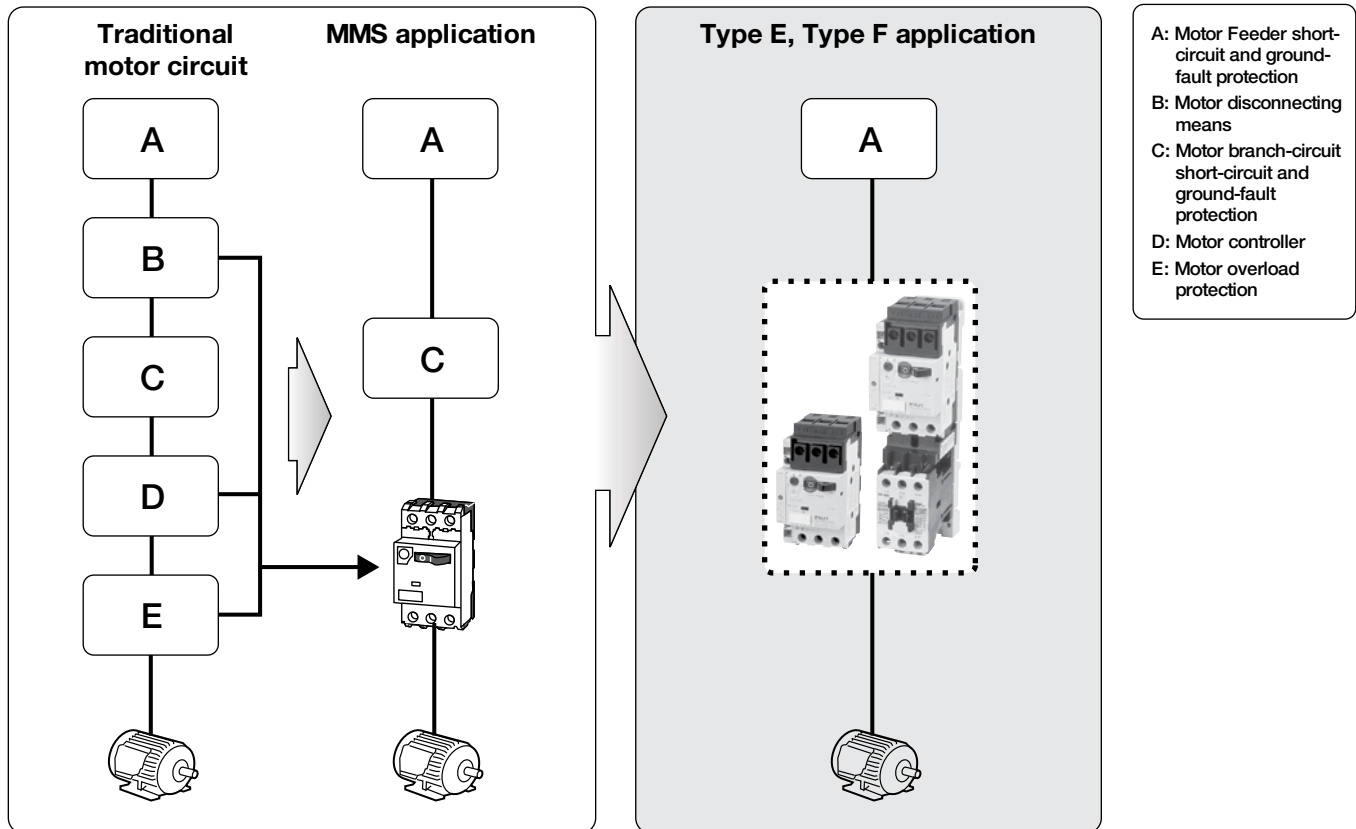 Traditional
motor circuit
MMS application
Type E, Type F application
A
B
C
D
E
A
C
A
A: Motor Feeder short-
circuit and ground-
fault protection
B: Motor disconnecting
means
C: Motor branch-circuit
short-circuit and
ground-fault
protection
D: Motor controller
E: Motor overload
protection